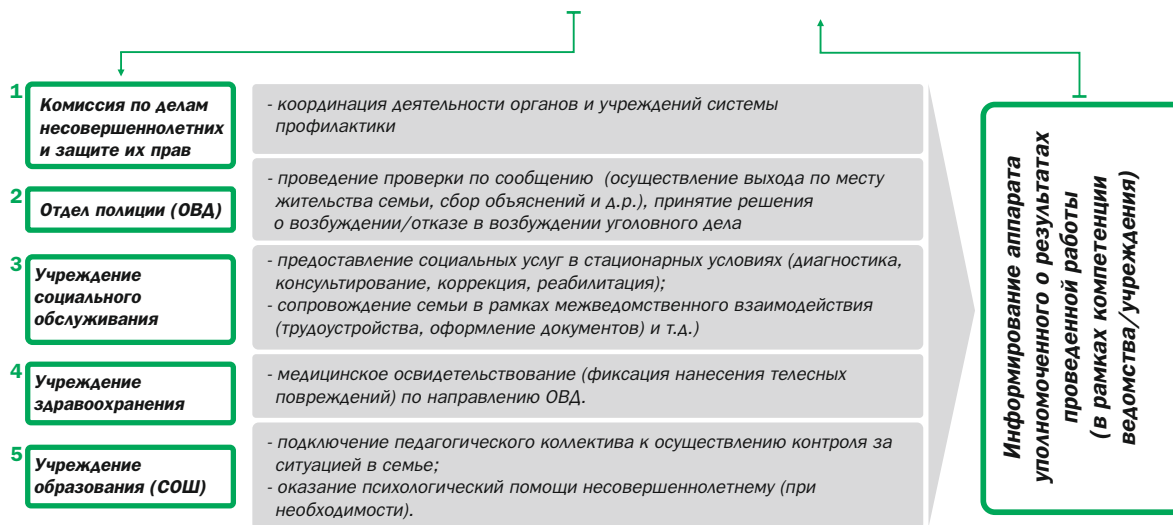 1
Комиссия по делам
несовершеннолетних
и защите их прав
- координация деятельности органов и учреждений системы
профилактики
2
Отдел полиции (ОВД)
- проведение проверки по сообщению (осуществление выхода по месту
жительства семьи, сбор объяснений и д.р.), принятие решения
о возбуждении/отказе в возбуждении уголовного дела
3
Учреждение
социального
обслуживания
- предоставление социальных услуг в стационарных условиях (диагностика,
консультирование, коррекция, реабилитация);
- сопровождение семьи в рамках межведомственного взаимодействия
(трудоустройства, оформление документов) и т.д.)
4
Учреждение
здравоохранения
- медицинское освидетельствование (фиксация нанесения телесных
повреждений) по направлению ОВД.
5
Учреждение
образования (СОШ)
- подключение педагогического коллектива к осуществлению контроля за
ситуацией в семье;
- оказание психологический помощи несовершеннолетнему (при
необходимости).
Информирование аппарата
уполномоченного о результатах
проведенной работы
(в рамках компетенции
ведомства/учреждения)